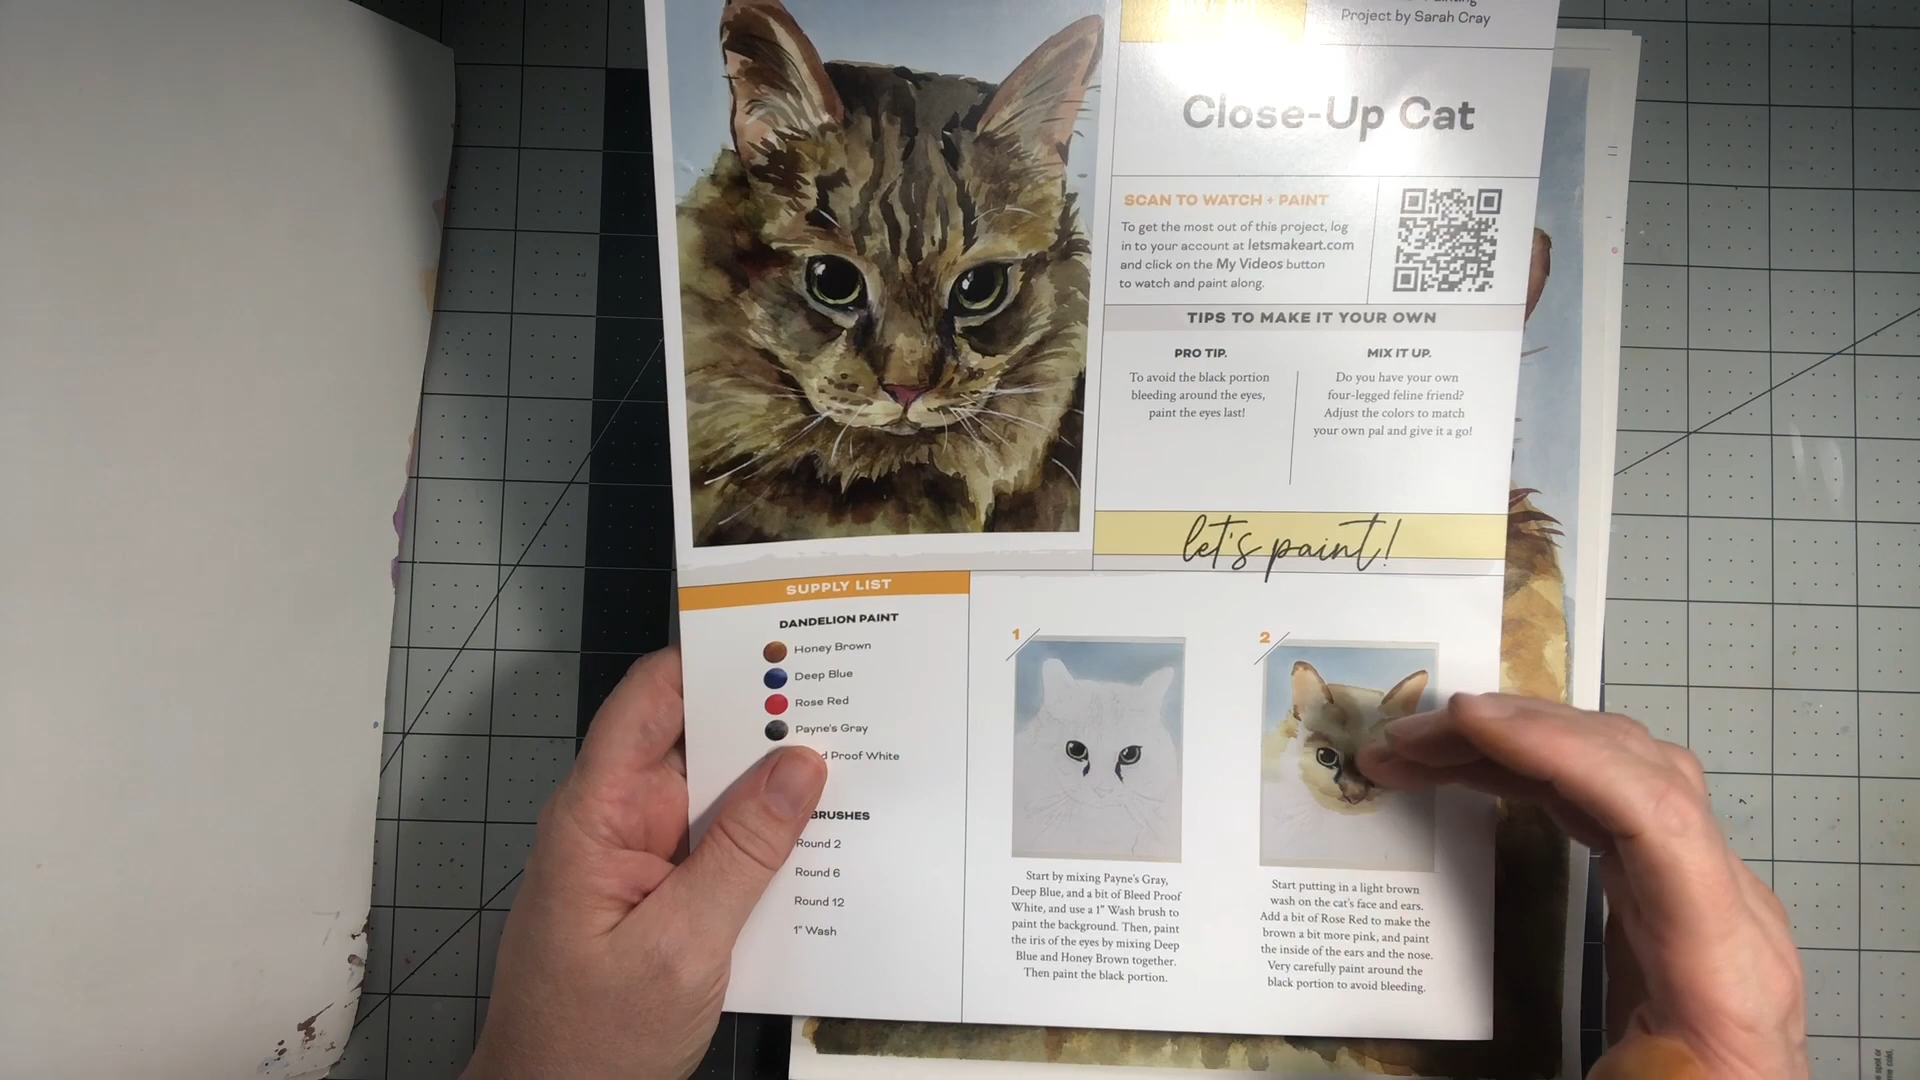 Project by Sarah Cray
Close-Up Cat
SCAN TO WATCH + PAINT
To get the most out of this project, log
in to your account at letsmakeart.com
and click on the My Videos button
to watch and paint along.
TIPS TO MAKE IT YOUR OWN
PRO TIP.
To avoid the black portion
bleeding around the eyes,
paint the eyes last!
MIX IT UP.
Do you have your own
four-legged feline friend?
Adjust the colors to match
your own pal and give it a go!
let's paint!
SUPPLY LIST
DANDELION PAINT
Honey Brown
Deep Blue
Rose Red
Payne's Gray
d Proof White
BRUSHES
Round 2
Round 6
Round 12
1" Wash
1
Start by mixing Payne's Gray,
Deep Blue, and a bit of Bleed Proof
White, and use a 1" Wash brush to
paint the background. Then, paint
the iris of the eyes by mixing Deep
Blue and Honey Brown together.
Then paint the black portion.
2
Start putting in a light brown
wash on the cat's face and ears.
Add a bit of Rose Red to make the
brown a bit more pink, and paint
the inside of the ears and the nose.
Very carefully paint around the
black portion to avoid bleeding.